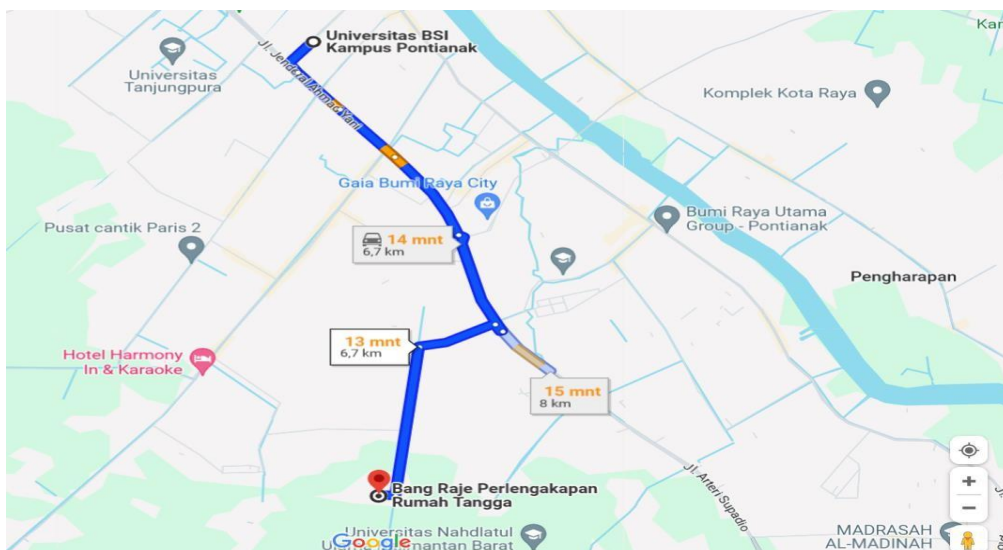 Universitas BSI
Kampus Pontianak
Kar
Universitas
Tanjungpura
Jl. Jenderal Ahmad Yani
Komplek Kota Raya
Gaia Bumi Raya City
Pusat cantik Paris 2
14 mnt
6,7 km
Bumi Raya Utama
Group - Pontianak
Pengharapan
13 mnt
6,7 km
Hotel Harmony
In & Karaoke
15 mnt
8 km
Bang Raje Perlengakapan
Rumah Tangga
Jl. Arteri Supadio
Universitas Nahdlatul
Google
mantan Barat
MADRASAH
AL-MADINAH